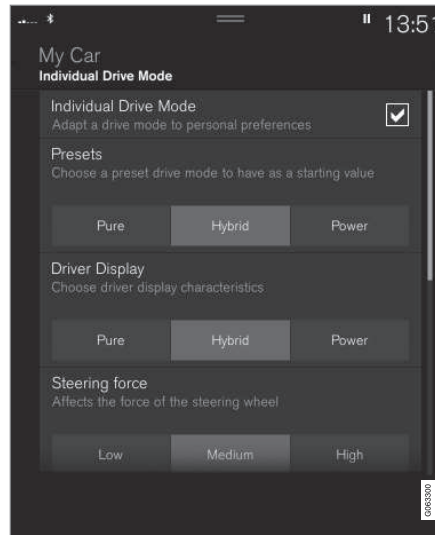 13:51
My Car
Individual Drive Mode
Individual Drive Mode
Adapt a drive mode to personal preferences
Presets
Choose a preset drive mode to have as a starting value
Pure Hybrid Power
Driver Display
Choose driver display characteristics
Pure Hybrid Power
Steering force
Affects the force of the steering wheel
Low Medium High
G063300